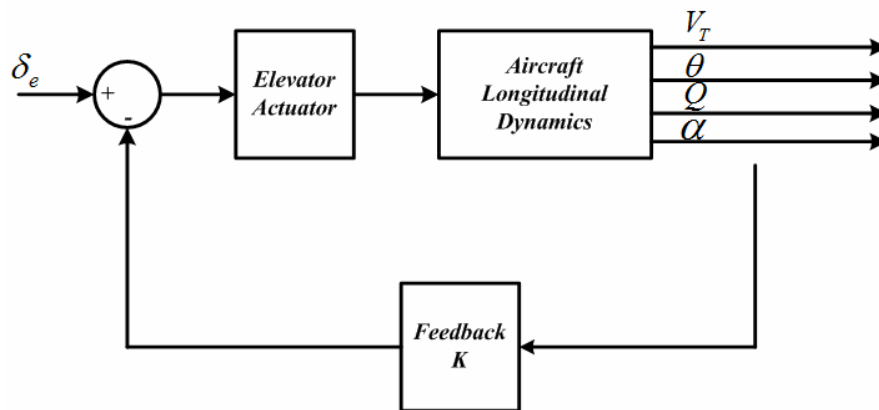 δe
+
-
Elevator
Actuator
Aircraft
Longitudinal
Dynamics
VT
θ
Q
α
Feedback
K